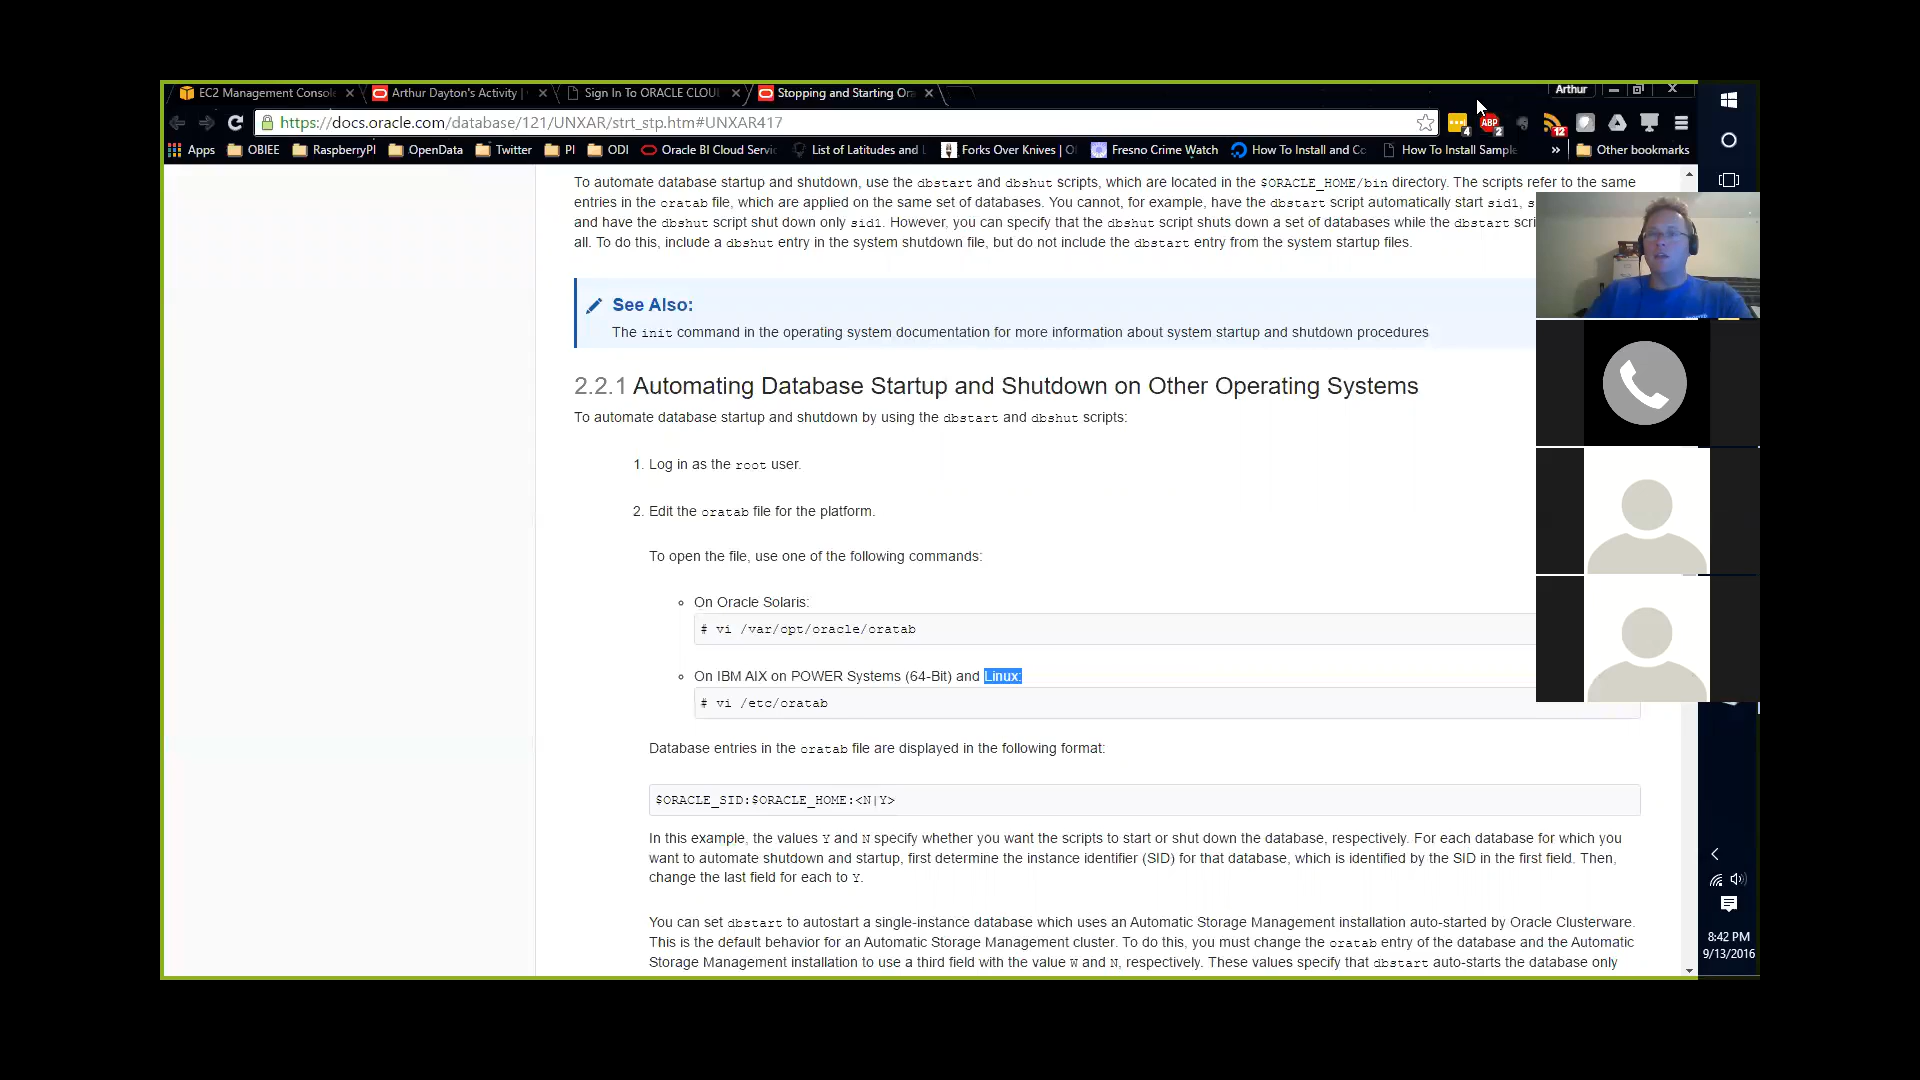 EC2 Management Console
Arthur Dayton's Activity |
Sign In To ORACLE CLOU
Stopping and Starting Ora
Arthur
https://docs.oracle.com/database/121/UNXAR/strt_stp.htm#UNXAR417
4
ABP
2
12
Apps
OBIEE
RaspberryPI
OpenData
Twitter
PI
ODI
Oracle BI Cloud Servic
List of Latitudes and L
Forks Over Knives | O
Fresno Crime Watch
How To Install and Co
How To Install Sample
»
Other bookmarks
To automate database startup and shutdown, use the dbstart and dbshut scripts, which are located in the $ORACLE_HOME/bin directory. The scripts refer to the same
entries in the oratab file, which are applied on the same set of databases. You cannot, for example, have the dbstart script automatically start sid1, s
and have the dbshut script shut down only sid1. However, you can specify that the dbshut script shuts down a set of databases while the dbstart scri
all. To do this, include a dbshut entry in the system shutdown file, but do not include the dbstart entry from the system startup files.
See Also:
The init command in the operating system documentation for more information about system startup and shutdown procedures
2.2.1 Automating Database Startup and Shutdown on Other Operating Systems
To automate database startup and shutdown by using the dbstart and dbshut scripts:
1. Log in as the root user.
2. Edit the oratab file for the platform.
To open the file, use one of the following commands:
On Oracle Solaris:
# vi /var/opt/oracle/oratab
On IBM AIX on POWER Systems (64-Bit) and Linux:
# vi /etc/oratab
Database entries in the oratab file are displayed in the following format:
$ORACLE_SID:$ORACLE_HOME:<N|Y>
In this example, the values Y and N specify whether you want the scripts to start or shut down the database, respectively. For each database for which you
want to automate shutdown and startup, first determine the instance identifier (SID) for that database, which is identified by the SID in the first field. Then,
change the last field for each to Y.
You can set dbstart to autostart a single-instance database which uses an Automatic Storage Management installation auto-started by Oracle Clusterware.
This is the default behavior for an Automatic Storage Management cluster. To do this, you must change the oratab entry of the database and the Automatic
Storage Management installation to use a third field with the value W and N, respectively. These values specify that dbstart auto-starts the database only
8:42 PM
9/13/2016